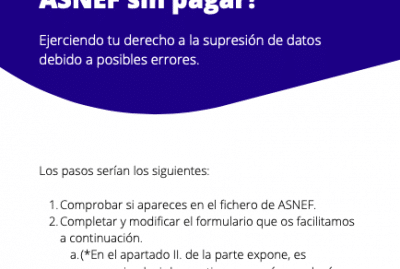 ASNEF sin pagar?
Ejerciendo tu derecho a la supresión de datos
debido a posibles errores.
Los pasos serían los siguientes:
1. Comprobar si apareces en el fichero de ASNEF.
2. Completar y modificar el formulario que os facilitamos
a continuación.
a.(*En el apartado II. de la parte expone, es